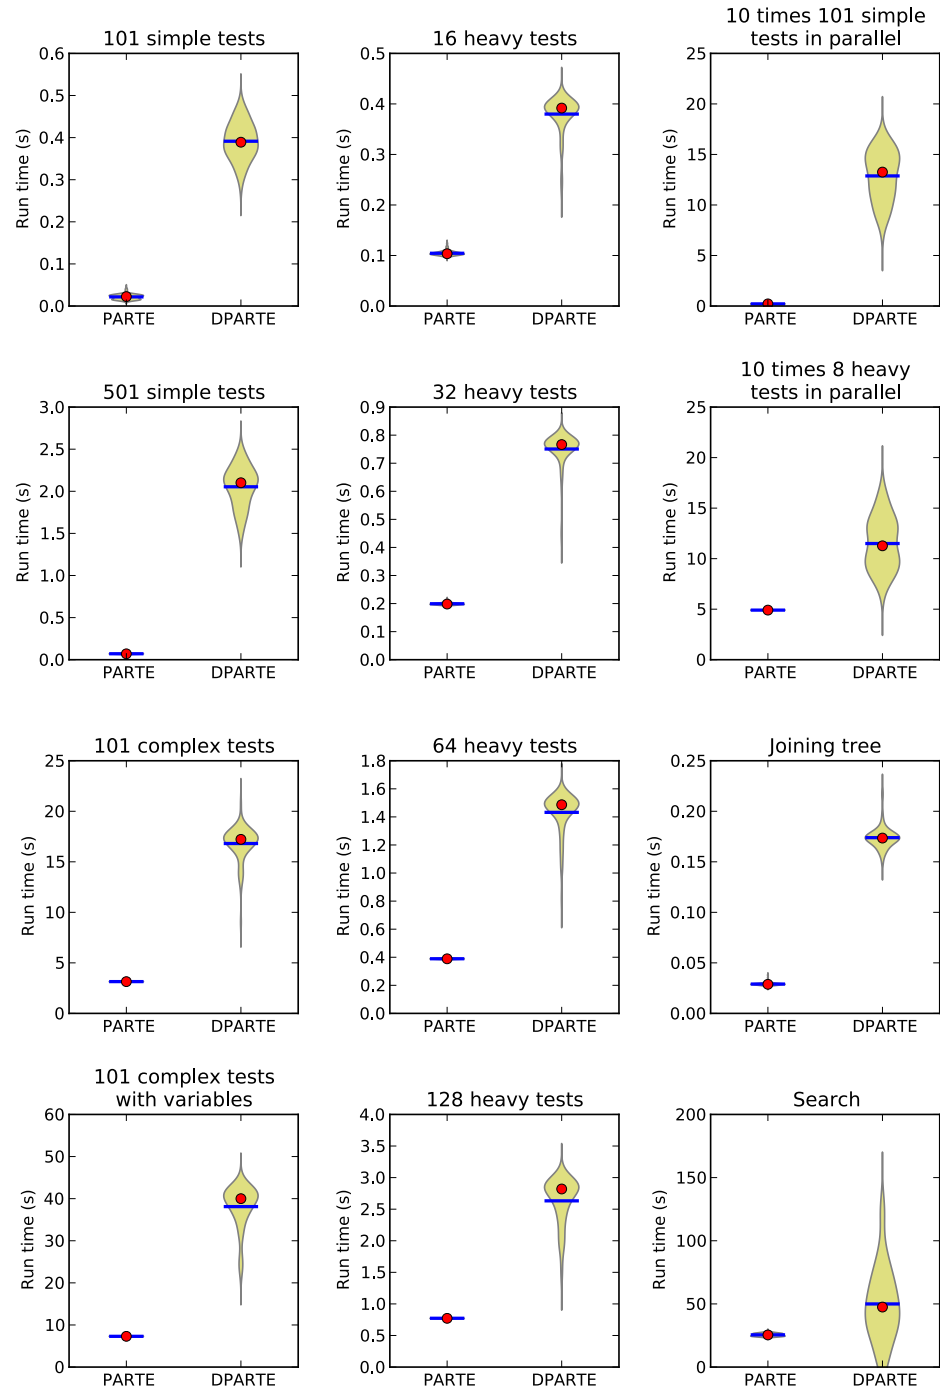 101 simple tests
0.6
0.5
0.4
0.3
0.2
0.1
0.0
Run time (s)
PARTE DPARTE
16 heavy tests
0.5
0.4
0.3
0.2
0.1
0.0
Run time (s)
PARTE DPARTE
10 times 101 simple
tests in parallel
25
20
15
10
5
0
Run time (s)
PARTE DPARTE
501 simple tests
3.0
2.5
2.0
1.5
1.0
0.5
0.0
Run time (s)
PARTE DPARTE
32 heavy tests
0.9
0.8
0.7
0.6
0.5
0.4
0.3
0.2
0.1
0.0
Run time (s)
PARTE DPARTE
10 times 8 heavy
tests in parallel
25
20
15
10
5
0
Run time (s)
PARTE DPARTE
101 complex tests
25
20
15
10
5
0
Run time (s)
PARTE DPARTE
64 heavy tests
1.8
1.6
1.4
1.2
1.0
0.8
0.6
0.4
0.2
0.0
Run time (s)
PARTE DPARTE
Joining tree
0.25
0.20
0.15
0.10
0.05
0.00
Run time (s)
PARTE DPARTE
101 complex tests
with variables
60
50
40
30
20
10
0
Run time (s)
PARTE DPARTE
128 heavy tests
4.0
3.5
3.0
2.5
2.0
1.5
1.0
0.5
0.0
Run time (s)
PARTE DPARTE
Search
200
150
100
50
0
Run time (s)
PARTE DPARTE